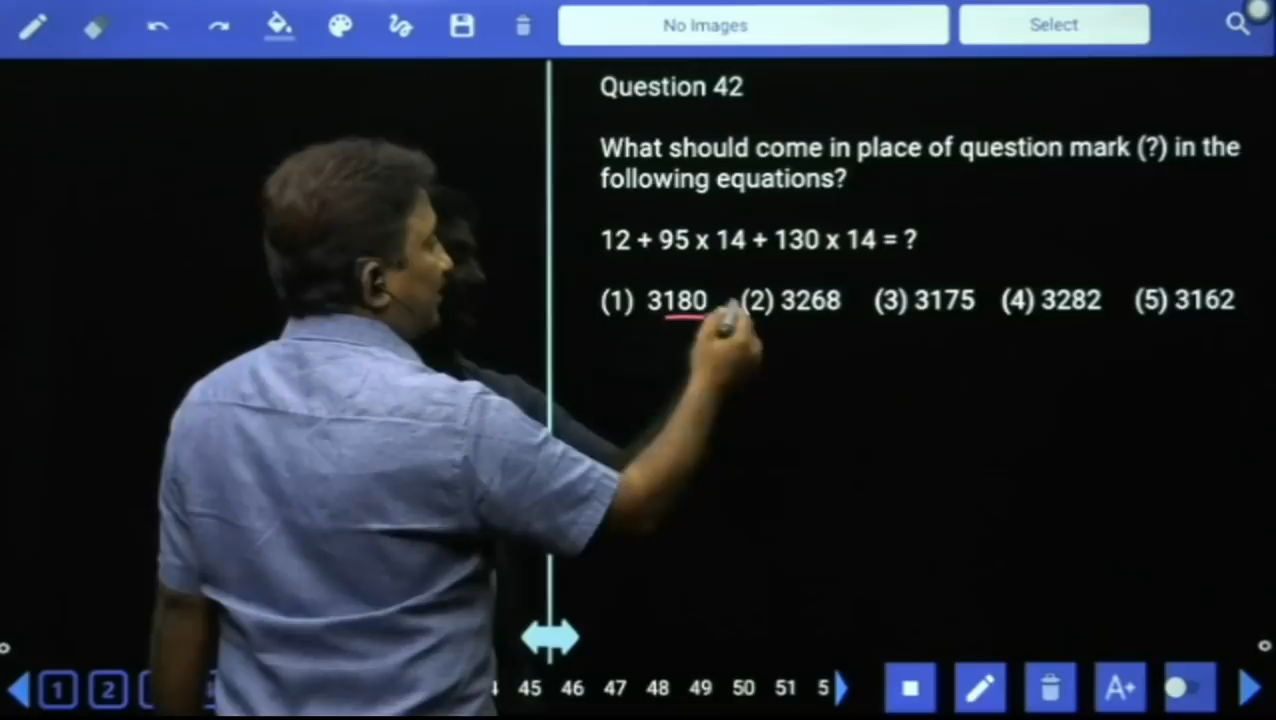 No Images
Select
Question 42
What should come in place of question mark (?) in the
following equations?
12 + 95 x 14 + 130 x 14 = ?
(1) 3180 (2) 3268 (3) 3175 (4) 3282 (5) 3162
1 2 45 46 47 48 49 50 51 5 A+